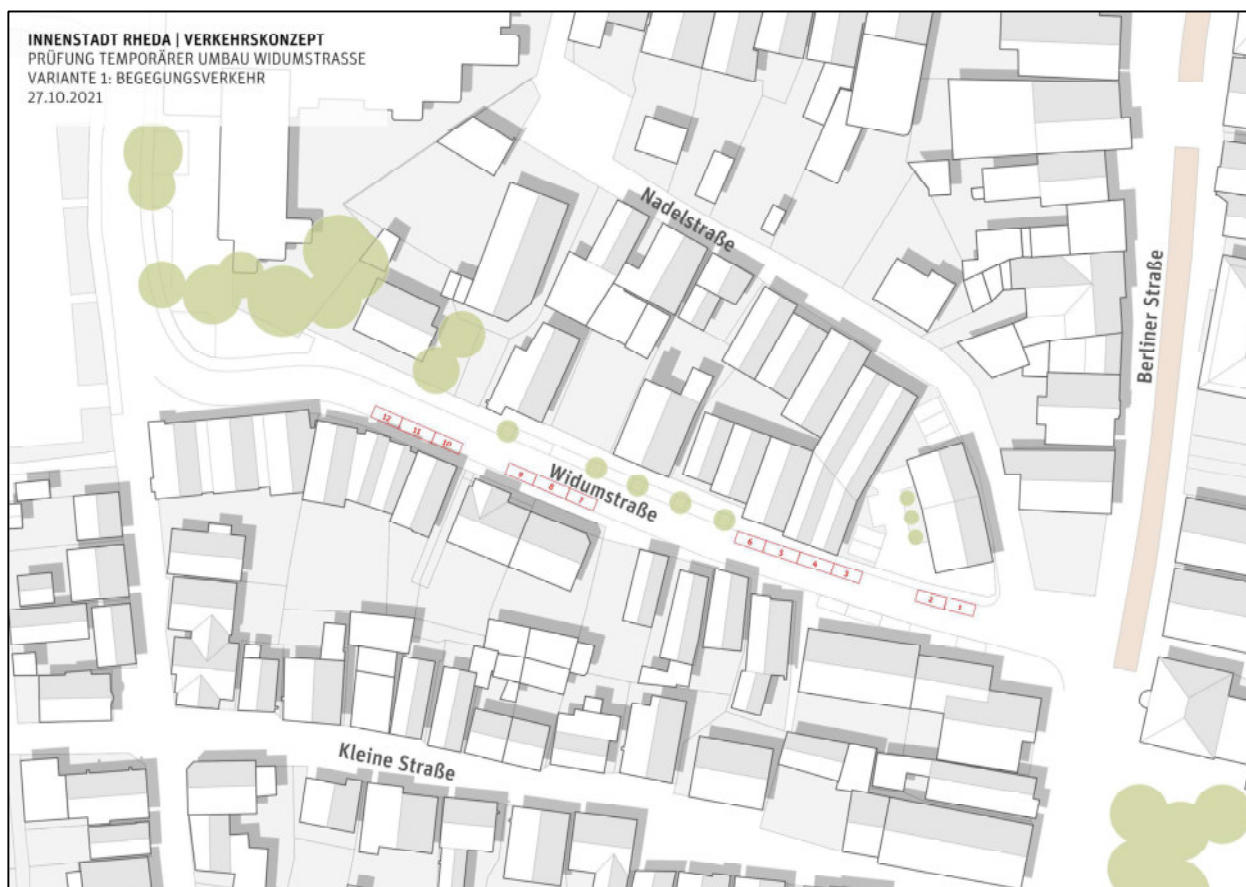 INNENSTADT RHEDA | VERKEHRSKONZEPT
PRÜFUNG TEMPORÄRER UMBAU WIDUMSTRASSE
VARIANTE 1: BEGEGUNGSVERKEHR
27.10.2021
Nadelstraße
Berliner Straße
12 11 10
9 8 7
Widumstraße
6 5 4 3
2 1
Kleine Straße